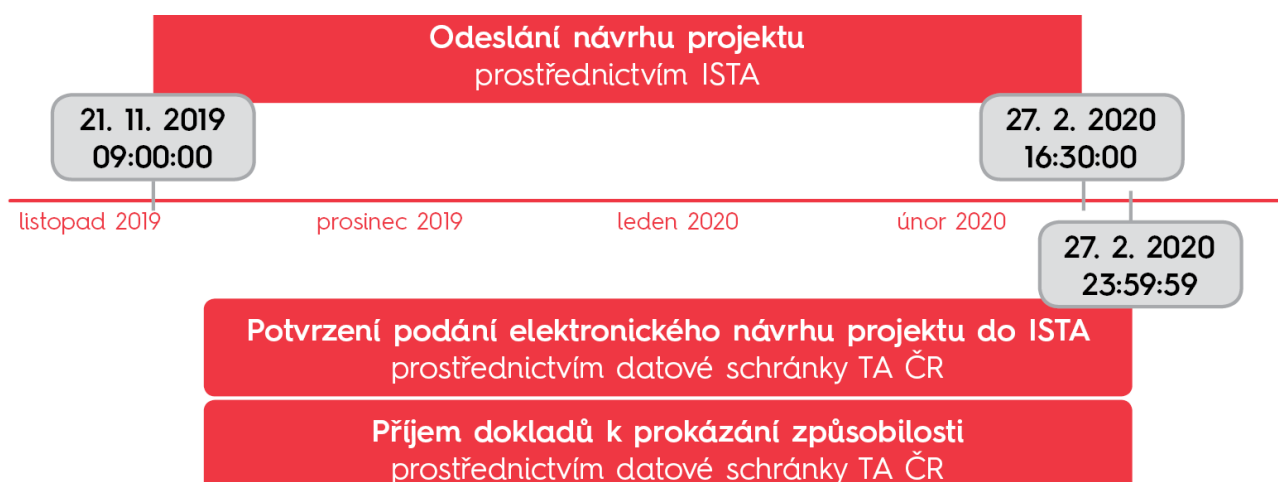 Odeslání návrhu projektu
prostřednictvím ISTA
21. 11. 2019
09:00:00
27. 2. 2020
16:30:00
listopad 2019
prosinec 2019
leden 2020
únor 2020
27. 2. 2020
23:59:59
Potvrzení podání elektronického návrhu projektu do ISTA
prostřednictvím datové schránky TA ČR
Příjem dokladů k prokázání způsobilosti
prostřednictvím datové schránky TA ČR